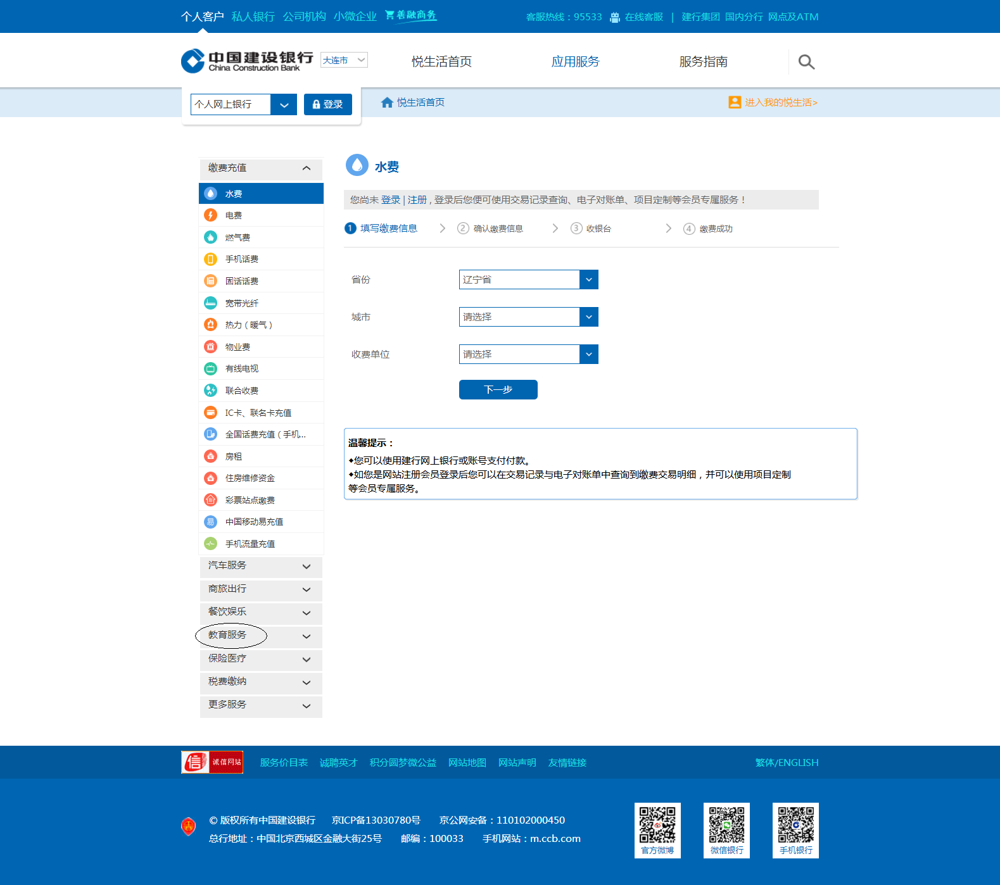 个人客户 私人银行 公司机构 小微企业 善融商务 客服热线：95533 在线客服 | 建行集团 国内分行 网点及ATM
中国建设银行
China Construction Bank
大连市
悦生活首页 应用服务 服务指南
个人网上银行 登录 悦生活首页 进入我的悦生活>
缴费充值
水费
电费
燃气费
手机话费
固话话费
宽带光纤
热力（暖气）
物业费
有线电视
联合收费
IC卡、联名卡充值
全国话费充值（手机...
房租
住房维修资金
彩票站点缴费
中国移动易充值
手机流量充值
汽车服务
商旅出行
餐饮娱乐
教育服务
保险医疗
税费缴纳
更多服务
水费
您尚未 登录 | 注册 , 登录后您便可使用交易记录查询、电子对账单、项目定制等会员专属服务！
1 填写缴费信息 2 确认缴费信息 3 收银台 4 缴费成功
省份 辽宁省
城市 请选择
收费单位 请选择
下一步
温馨提示：
◆您可以使用建行网上银行或账号支付付款。
◆如您是网站注册会员登录后您可以在交易记录与电子对账单中查询到缴费交易明细，并可以使用项目定制
等会员专属服务。
信 诚信网站 服务价目表 诚聘英才 积分圆梦微公益 网站地图 网站声明 友情链接 繁体/ENGLISH
© 版权所有中国建设银行 京ICP备13030780号 京公网安备：110102000450
总行地址：中国北京西城区金融大街25号 邮编：100033 手机网站：m.ccb.com
官方微博 微信银行 手机银行